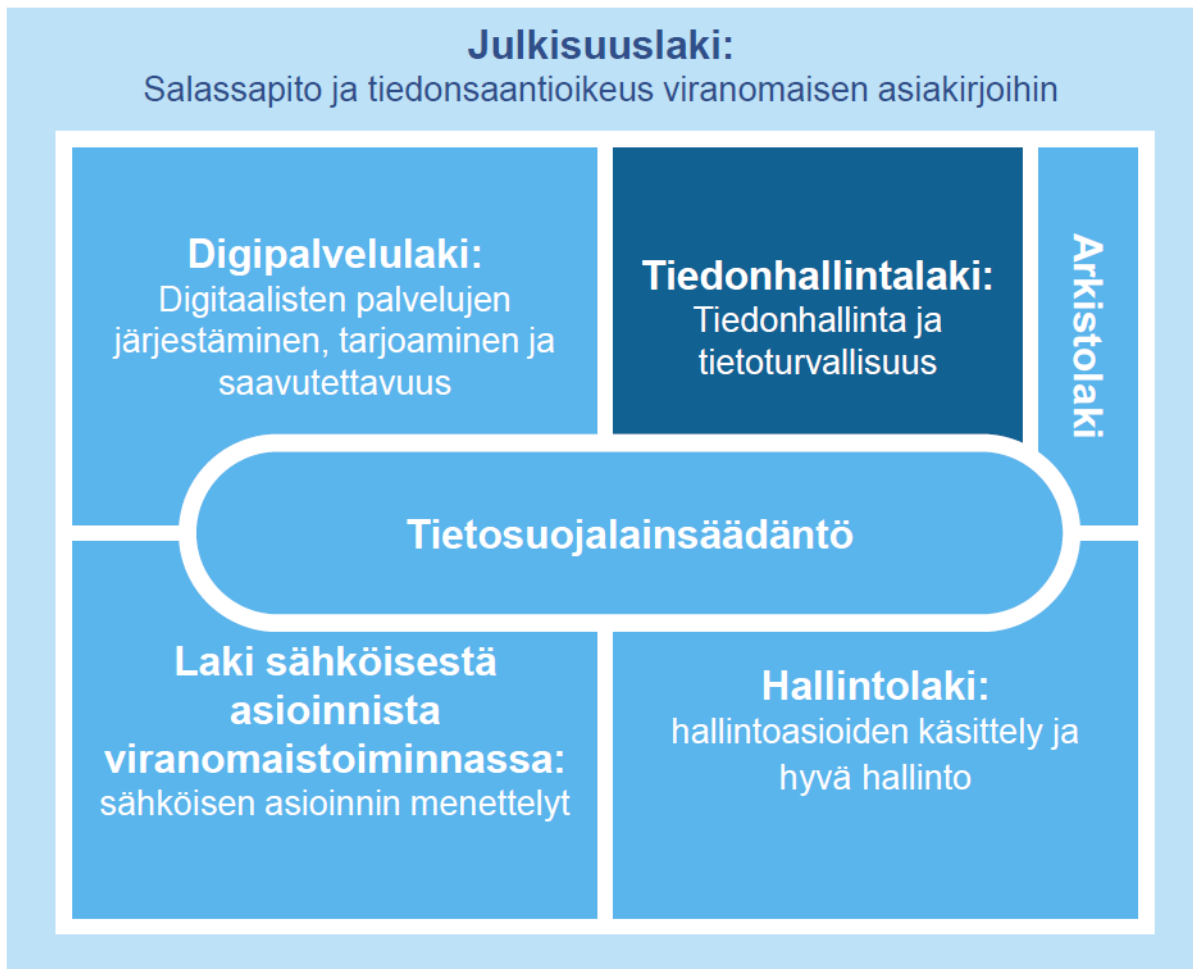 Julkisuuslaki:
Salassapito ja tiedonsaantioikeus viranomaisen asiakirjoihin
Digipalvelulaki:
Digitaalisten palvelujen
järjestäminen, tarjoaminen ja
saavutettavuus
Tiedonhallintalaki:
Tiedonhallinta ja
tietoturvallisuus
Arkistolaki
Tietosuojalainsäädäntö
Laki sähköisestä
asioinnista
viranomaistoiminnassa:
sähköisen asioinnin menettelyt
Hallintolaki:
hallintoasioiden käsittely ja
hyvä hallinto